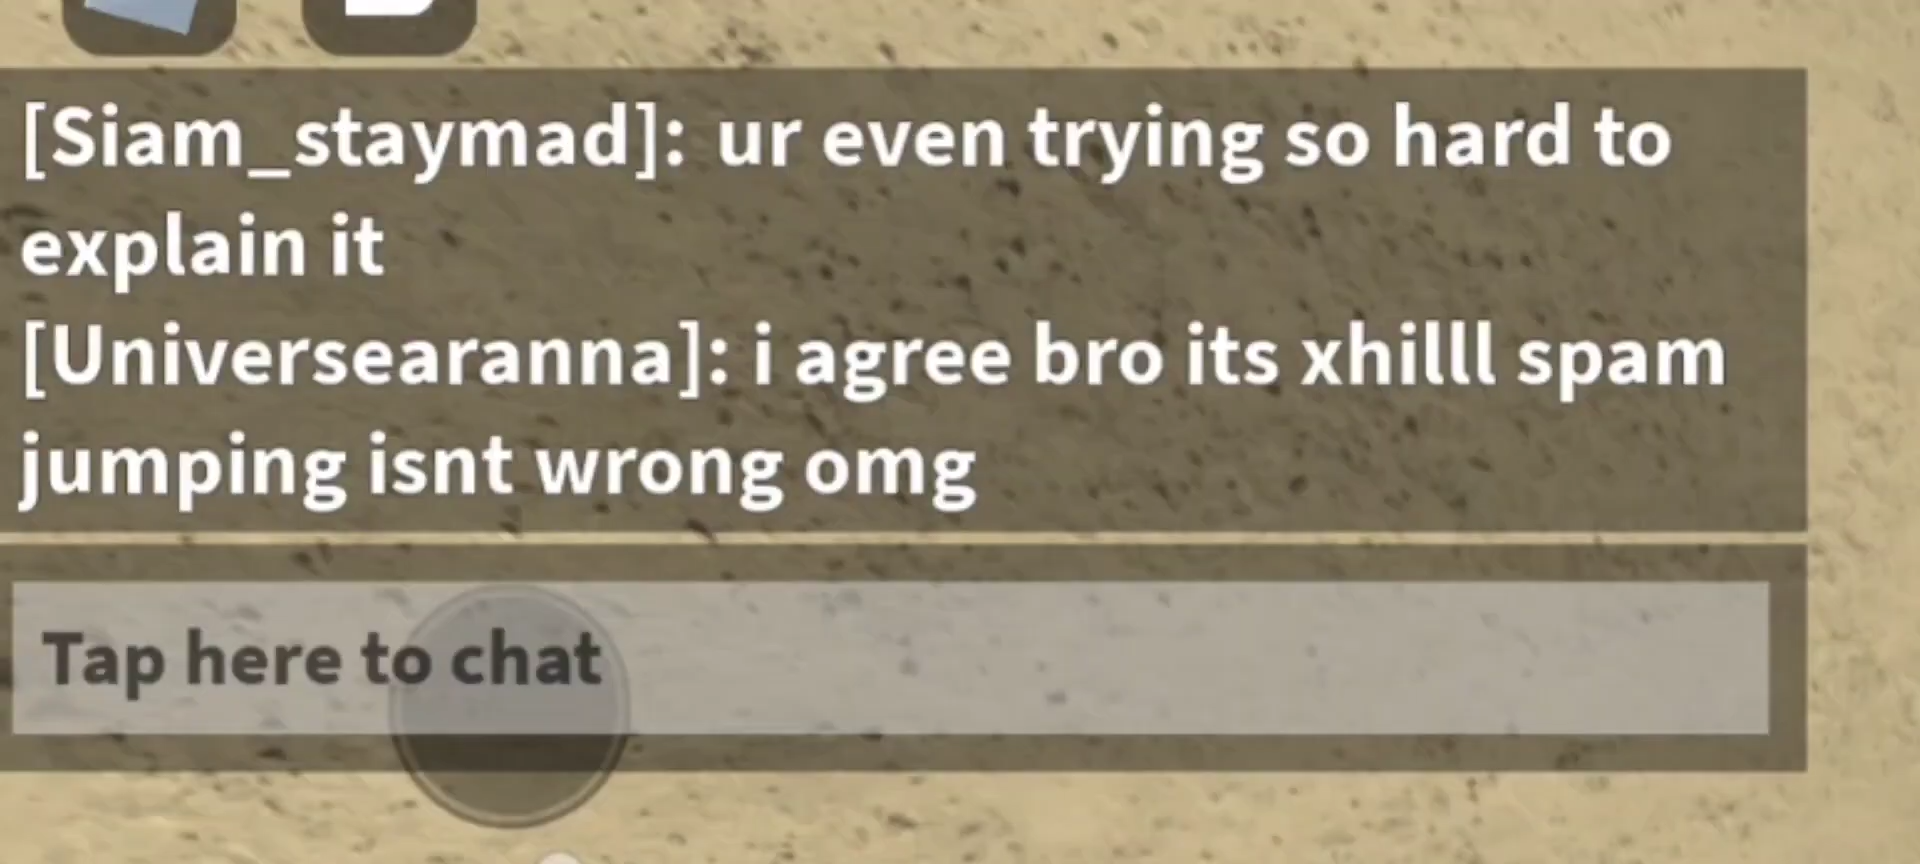 [Siam_staymad]: ur even trying so hard to
explain it
[Universearanna]: i agree bro its xhilll spam
jumping isnt wrong omg
Tap here to chat